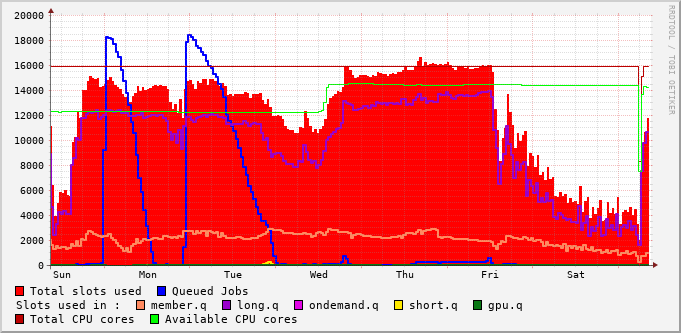 20000
18000
16000
14000
12000
10000
8000
6000
4000
2000
0
Sun Mon Tue Wed Thu Fri Sat
RRDTOOL / TOBI OETIKER
Total slots used Queued Jobs
Slots used in : member.q long.q ondemand.q short.q gpu.q
Total CPU cores Available CPU cores